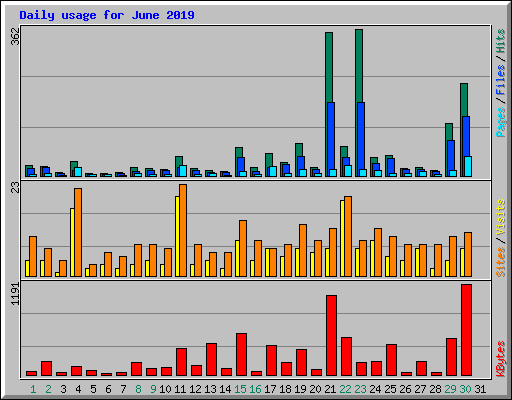 Daily usage for June 2019
362
Pages / Files / Hits
23
Sites / Visits
1191
KBytes
1 2 3 4 5 6 7 8 9 10 11 12 13 14 15 16 17 18 19 20 21 22 23 24 25 26 27 28 29 30 31